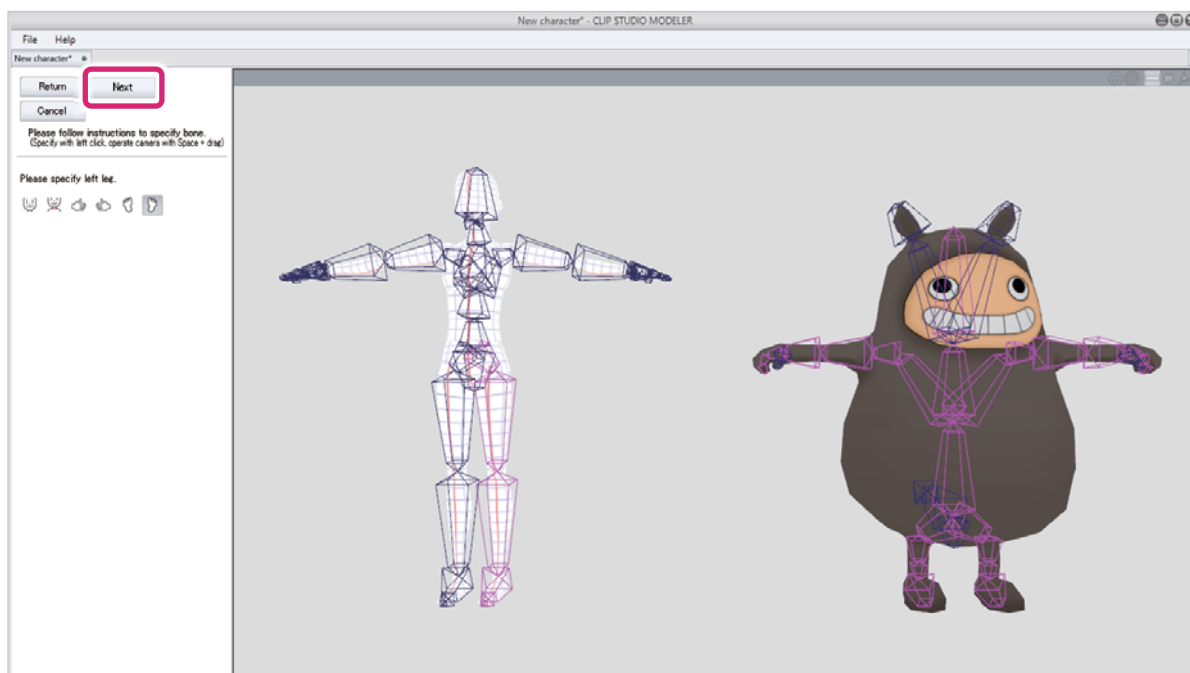 New character* - CLIP STUDIO MODELER
File Help
New character*
Return Next
Cancel
Please follow instructions to specify bone.
(Specify with left click, operate camera with Space + drag)
Please specify left leg.